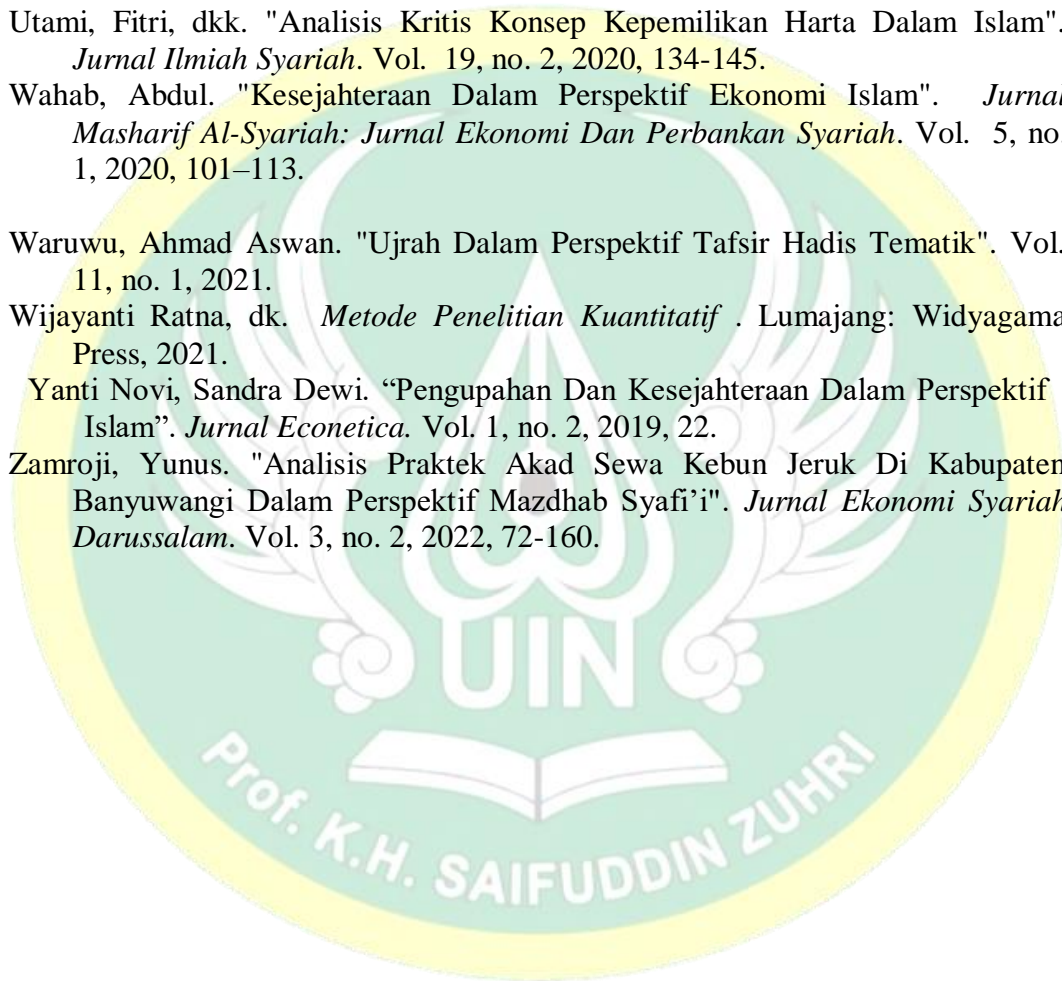 Utami, Fitri, dkk. "Analisis Kritis Konsep Kepemilikan Harta Dalam Islam".
Jurnal Ilmiah Syariah. Vol. 19, no. 2, 2020, 134-145.
Wahab, Abdul. "Kesejahteraan Dalam Perspektif Ekonomi Islam". Jurnal
Masharif Al-Syariah: Jurnal Ekonomi Dan Perbankan Syariah. Vol. 5, no.
1, 2020, 101–113.
Waruwu, Ahmad Aswan. "Ujrah Dalam Perspektif Tafsir Hadis Tematik". Vol.
11, no. 1, 2021.
Wijayanti Ratna, dk. Metode Penelitian Kuantitatif . Lumajang: Widyagama
Press, 2021.
Yanti Novi, Sandra Dewi. “Pengupahan Dan Kesejahteraan Dalam Perspektif
Islam”. Jurnal Econetica. Vol. 1, no. 2, 2019, 22.
Zamroji, Yunus. "Analisis Praktek Akad Sewa Kebun Jeruk Di Kabupaten
Banyuwangi Dalam Perspektif Mazdhab Syafi’i". Jurnal Ekonomi Syariah
Darussalam. Vol. 3, no. 2, 2022, 72-160.
UIN
Prof. K.H. SAIFUDDIN ZUHRI